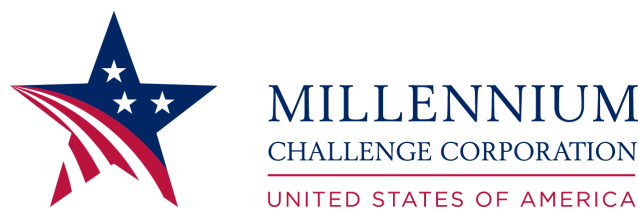 MILLENNIUM
CHALLENGE CORPORATION
UNITED STATES OF AMERICA